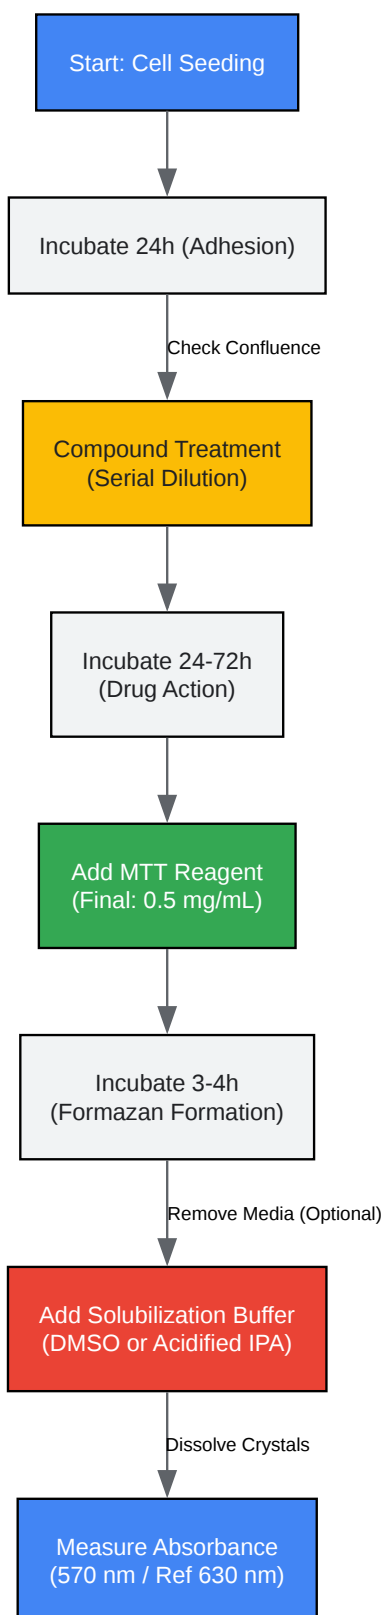 Start: Cell Seeding
Incubate 24h (Adhesion)
Check Confluence
Compound Treatment
(Serial Dilution)
Incubate 24-72h
(Drug Action)
Add MTT Reagent
(Final: 0.5 mg/mL)
Incubate 3-4h
(Formazan Formation)
Remove Media (Optional)
Add Solubilization Buffer
(DMSO or Acidified IPA)
Dissolve Crystals
Measure Absorbance
(570 nm / Ref 630 nm)